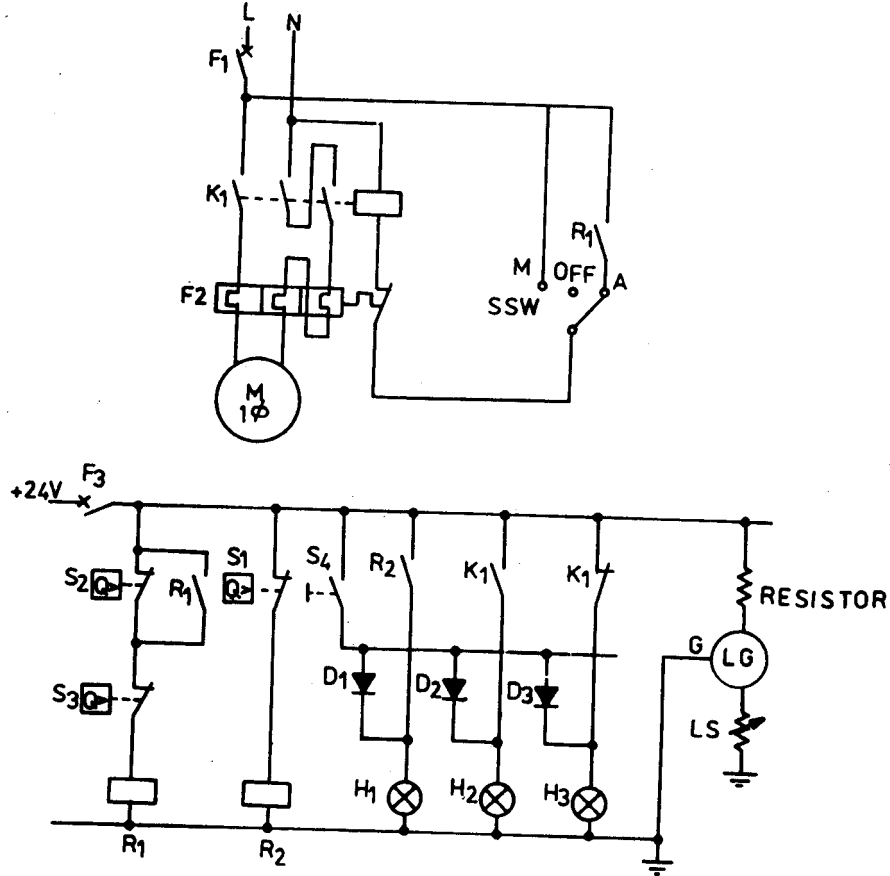 L N
F1
K1
F2
M
1Ø
R1
M OFF A
SSW
+24V F3
S2 Q> R1 S1 Q> S4 R2 K1 K1
RESISTOR
G LG
D1 D2 D3
S3 Q>
LS
H1 H2 H3
R1 R2